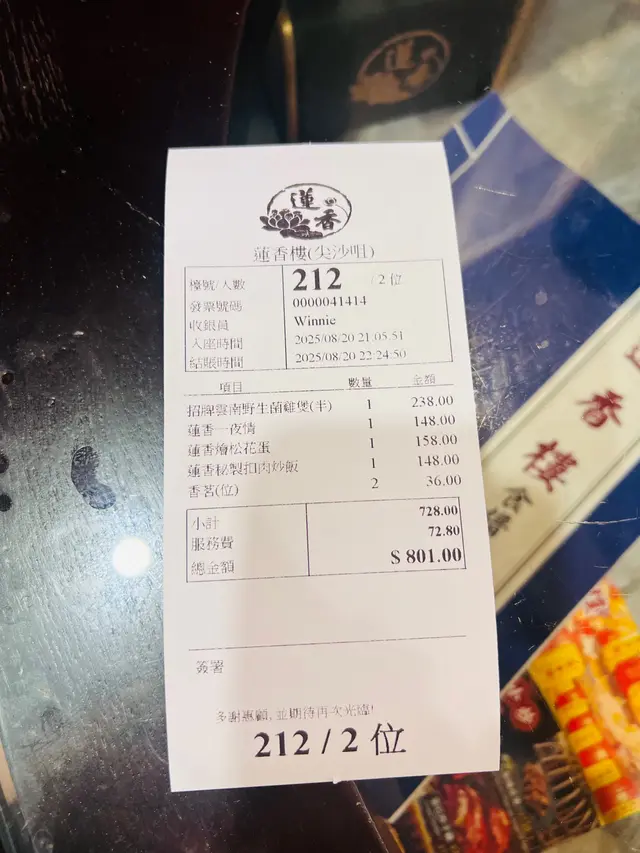 蓮香
蓮香
蓮香樓(尖沙咀)
檯號/人數 212 / 2 位
發票號碼 0000041414
收銀員 Winnie
入座時間 2025/08/20 21:05:51
結賬時間 2025/08/20 22:24:50
項目 數量 金額
招牌雲南野生菌雞煲(半) 1 238.00
蓮香一夜情 1 148.00
蓮香燴松花蛋 1 158.00
蓮香秘製扣肉炒飯 1 148.00
香茗(位) 2 36.00
小計 728.00
服務費 72.80
總金額 $ 801.00
簽署
多謝惠顧, 並期待再次光臨!
212 / 2 位
香樓